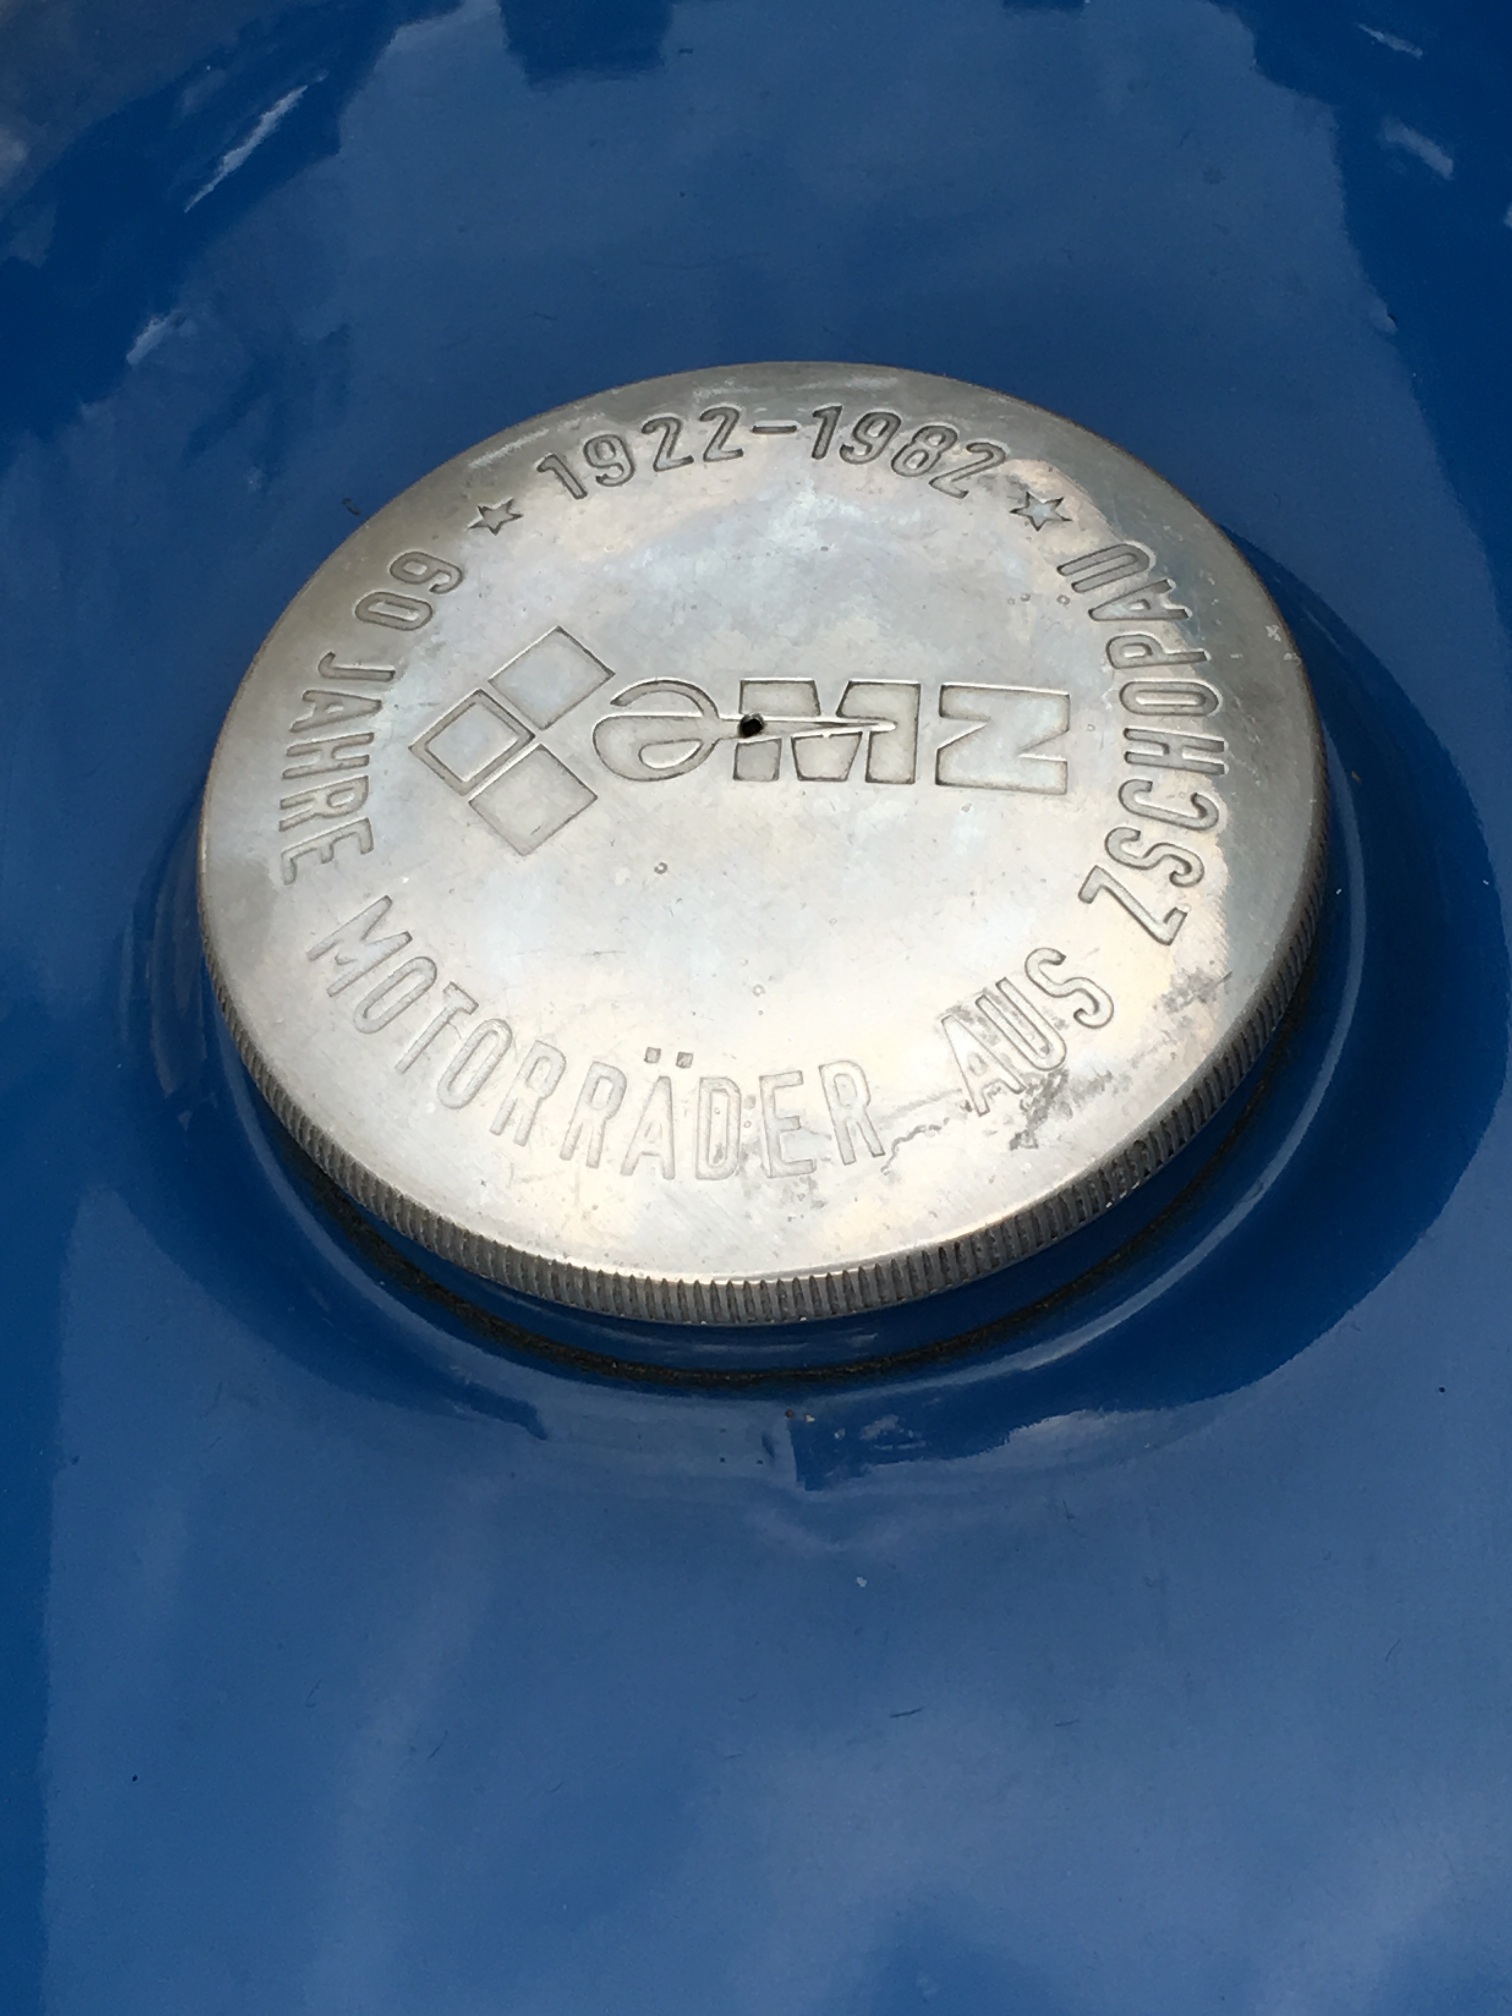 ★ 1922-1982 ★
60 JAHRE MOTORRÄDER AUS ZSCHOPAU
MZ